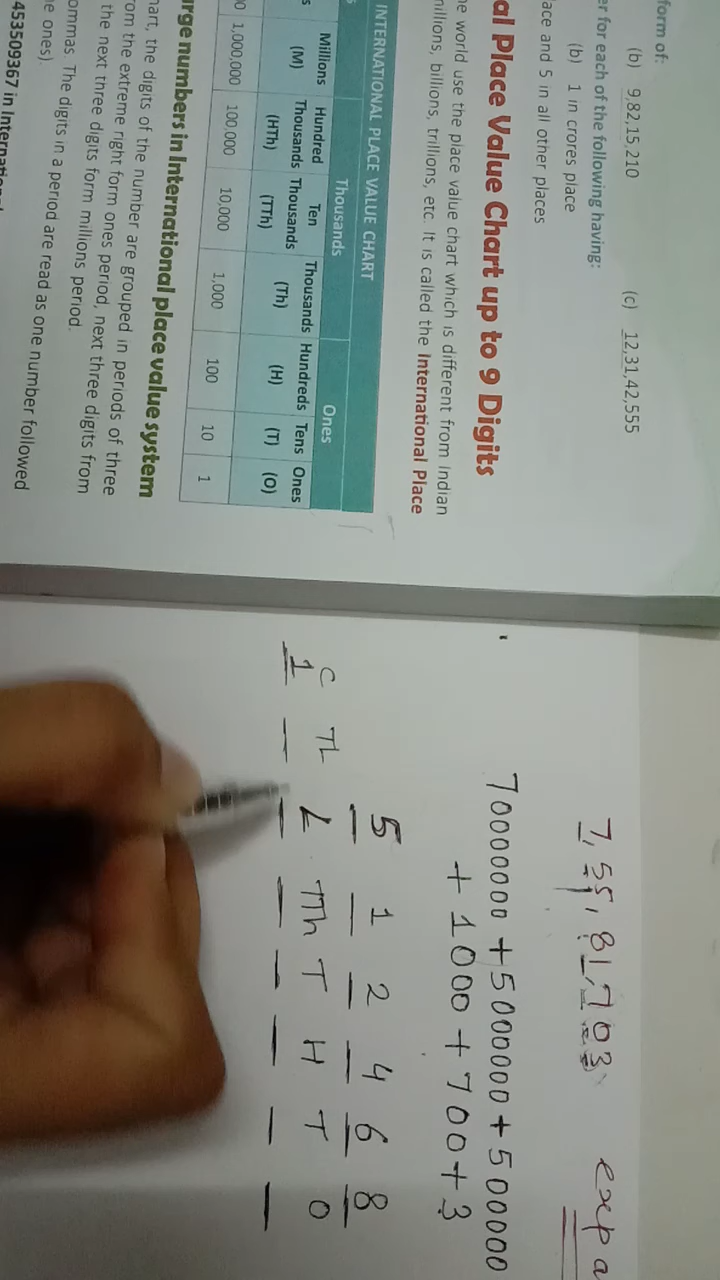 form of:
(b) 9,82,15,210 (c) 12,31,42,555
er for each of the following having:
(b) 1 in crores place
lace and 5 in all other places
al Place Value Chart up to 9 Digits
he world use the place value chart which is different from Indian
millions, billions, trillions, etc. It is called the International Place
INTERNATIONAL PLACE VALUE CHART
Thousands Ones
Millions (M) Hundred Thousands (HTh) Ten Thousands (TTh) Thousands (Th) Hundreds (H) Tens (T) Ones (O)
1,000,000 100,000 10,000 1,000 100 10 1
arge numbers in International place value system
hart, the digits of the number are grouped in periods of three
rom the extreme right form ones period, next three digits from
the next three digits form millions period.
ommas. The digits in a period are read as one number followed
he ones).
453509367 in International
7,55,81,703 expa
70000000 + 5000000 + 500000
+ 1000 + 700 + 3
5 1 2 4 6 8
C TL L TTh T H T O
1